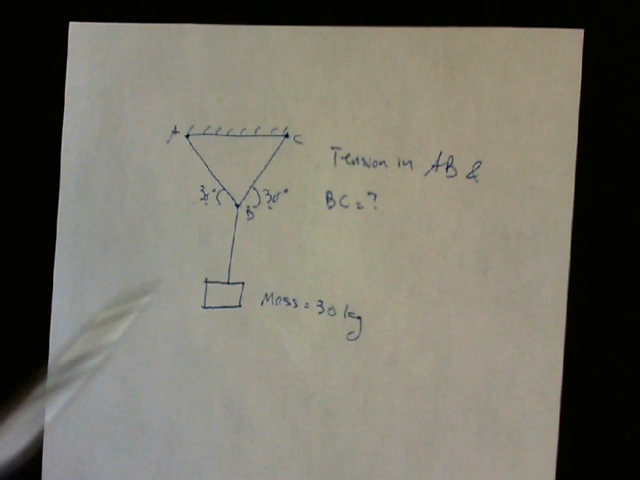 A
C
Tension in AB &
30° 30°
B
BC = ?
Mass = 30 kg